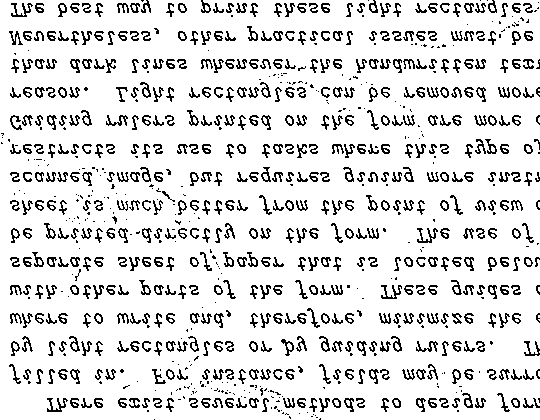 There exist several methods to design form
filled in. For instance, fields may be surro
by light rectangles or by guiding rulers. Th
where to write and, therefore, minimize the e
with other parts of the form. These guides c
separate sheet of paper that is located below
be printed directly on the form. The use of
sheet is much better from the point of view o
scanned image, but requires giving more instr
restricts its use to tasks where this type of
Guiding rulers printed on the form are more c
reason. Light rectangles can be removed more
than dark lines whenever the handwritten text
Nevertheless, other practical issues must be
The best way to print these light rectangles